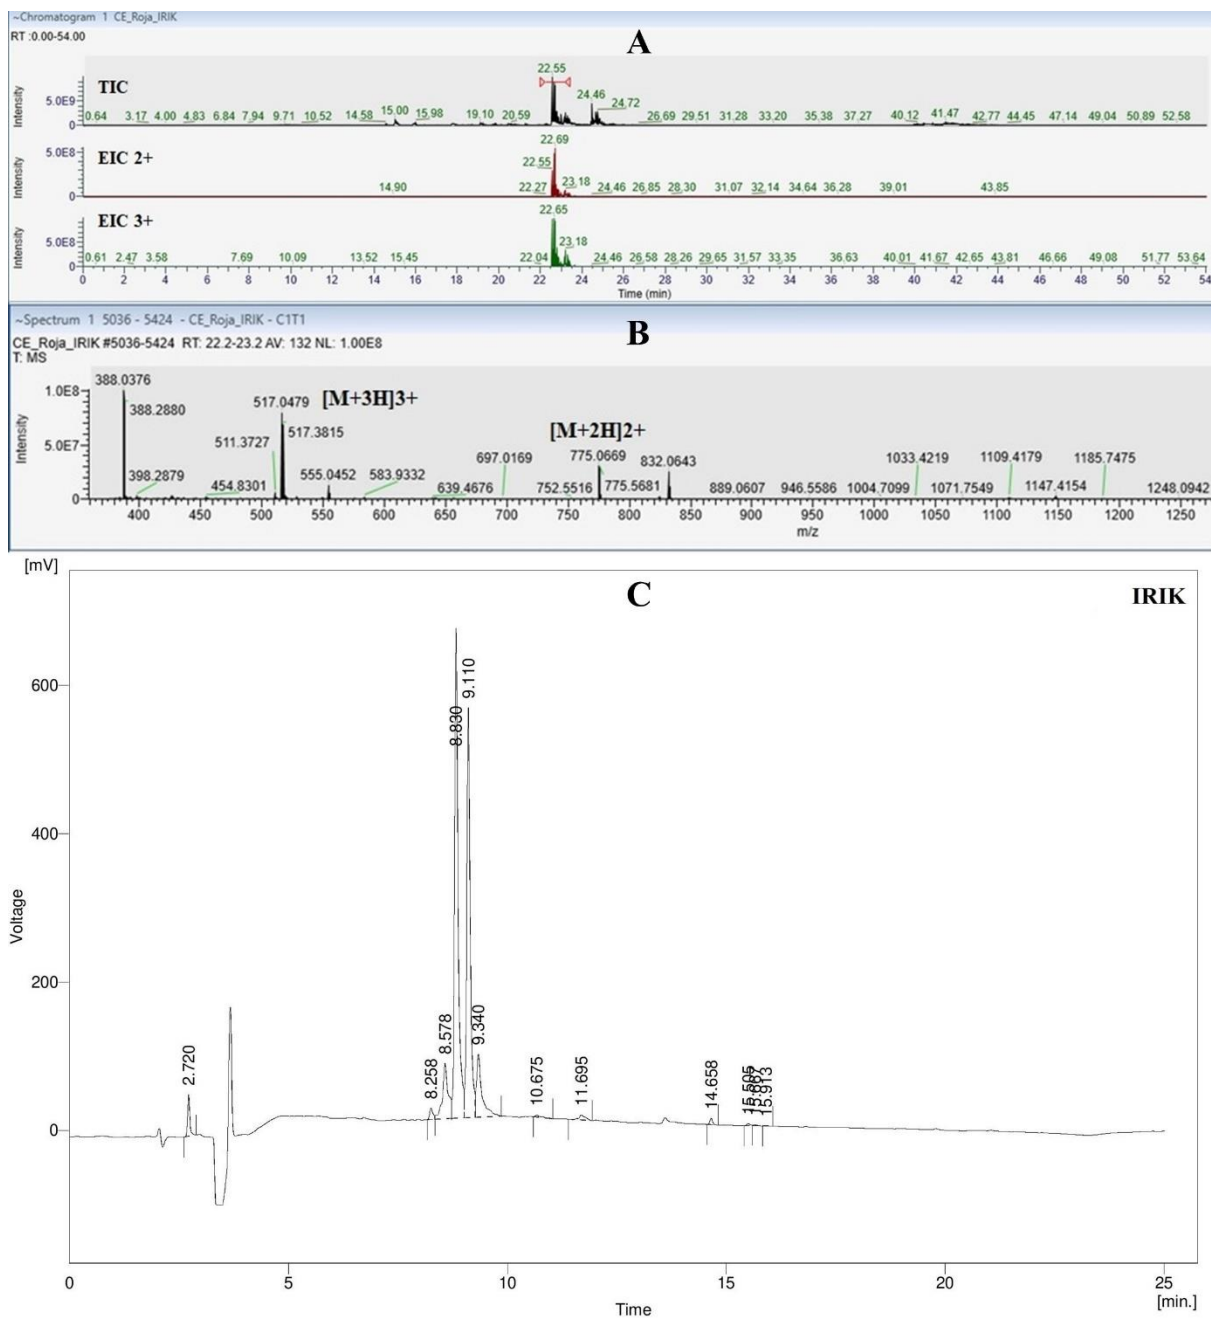 ~Chromatogram 1 CE_Roja_IRIK
RT :0.00-54.00
A
TIC
Intensity
5.0E9
0
0.64 3.17 4.00 4.83 6.84 7.94 9.71 10.52 14.58 15.00 15.98 19.10 20.59 22.55 24.46 24.72 26.69 29.51 31.28 33.20 35.38 37.27 40.12 41.47 42.77 44.45 47.14 49.04 50.89 52.58
EIC 2+
Intensity
5.0E8
0
14.90 22.27 22.55 22.69 23.18 24.46 26.85 28.30 31.07 32.14 34.64 36.28 39.01 43.85
EIC 3+
Intensity
5.0E8
0
0.61 2.47 3.58 7.69 10.09 13.52 15.45 22.04 22.65 23.18 24.46 26.58 28.26 29.65 31.57 33.35 36.63 40.01 41.67 42.65 43.81 46.66 49.08 51.77 53.64
0 2 4 6 8 10 12 14 16 18 20 22 24 26 28 30 32 34 36 38 40 42 44 46 48 50 52 54
Time (min)
~Spectrum 1 5036 - 5424 - CE_Roja_IRIK - C1T1
B
CE_Roja_IRIK #5036-5424 RT: 22.2-23.2 AV: 132 NL: 1.00E8
T: MS
Intensity
1.0E8
5.0E7
0
388.0376
388.2880
398.2879
454.8301
511.3727
517.0479
[M+3H]3+
517.3815
555.0452
583.9332
639.4676
697.0169
752.5516
[M+2H]2+
775.0669
775.5681
832.0643
889.0607
946.5586
1004.7099
1033.4219
1071.7549
1109.4179
1147.4154
1185.7475
1248.0942
400 450 500 550 600 650 700 750 800 850 900 950 1000 1050 1100 1150 1200 1250
m/z
[mV]
C
IRIK
Voltage
600
400
200
0
2.720
8.258
8.578
8.830
9.110
9.340
10.675
11.695
14.658
15.505
15.913
0 5 10 15 20 25
Time
[min.]